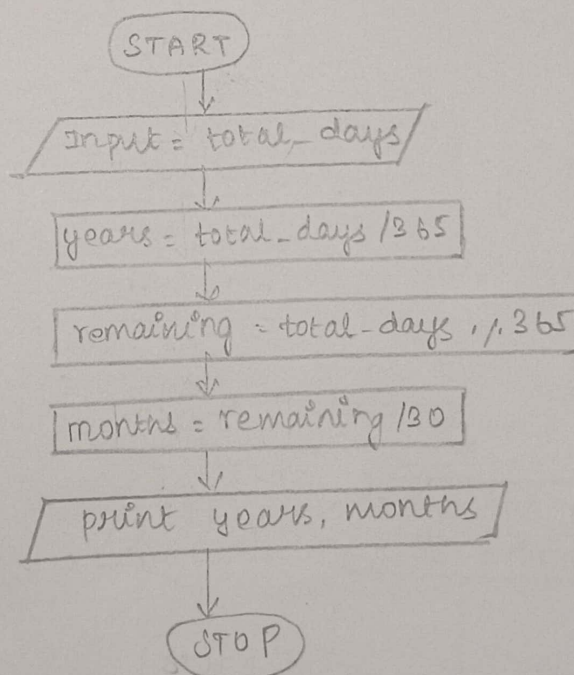 START
Input = total_days
years = total_days /365
remaining = total_days % 365
months = remaining /30
print years, months
STOP